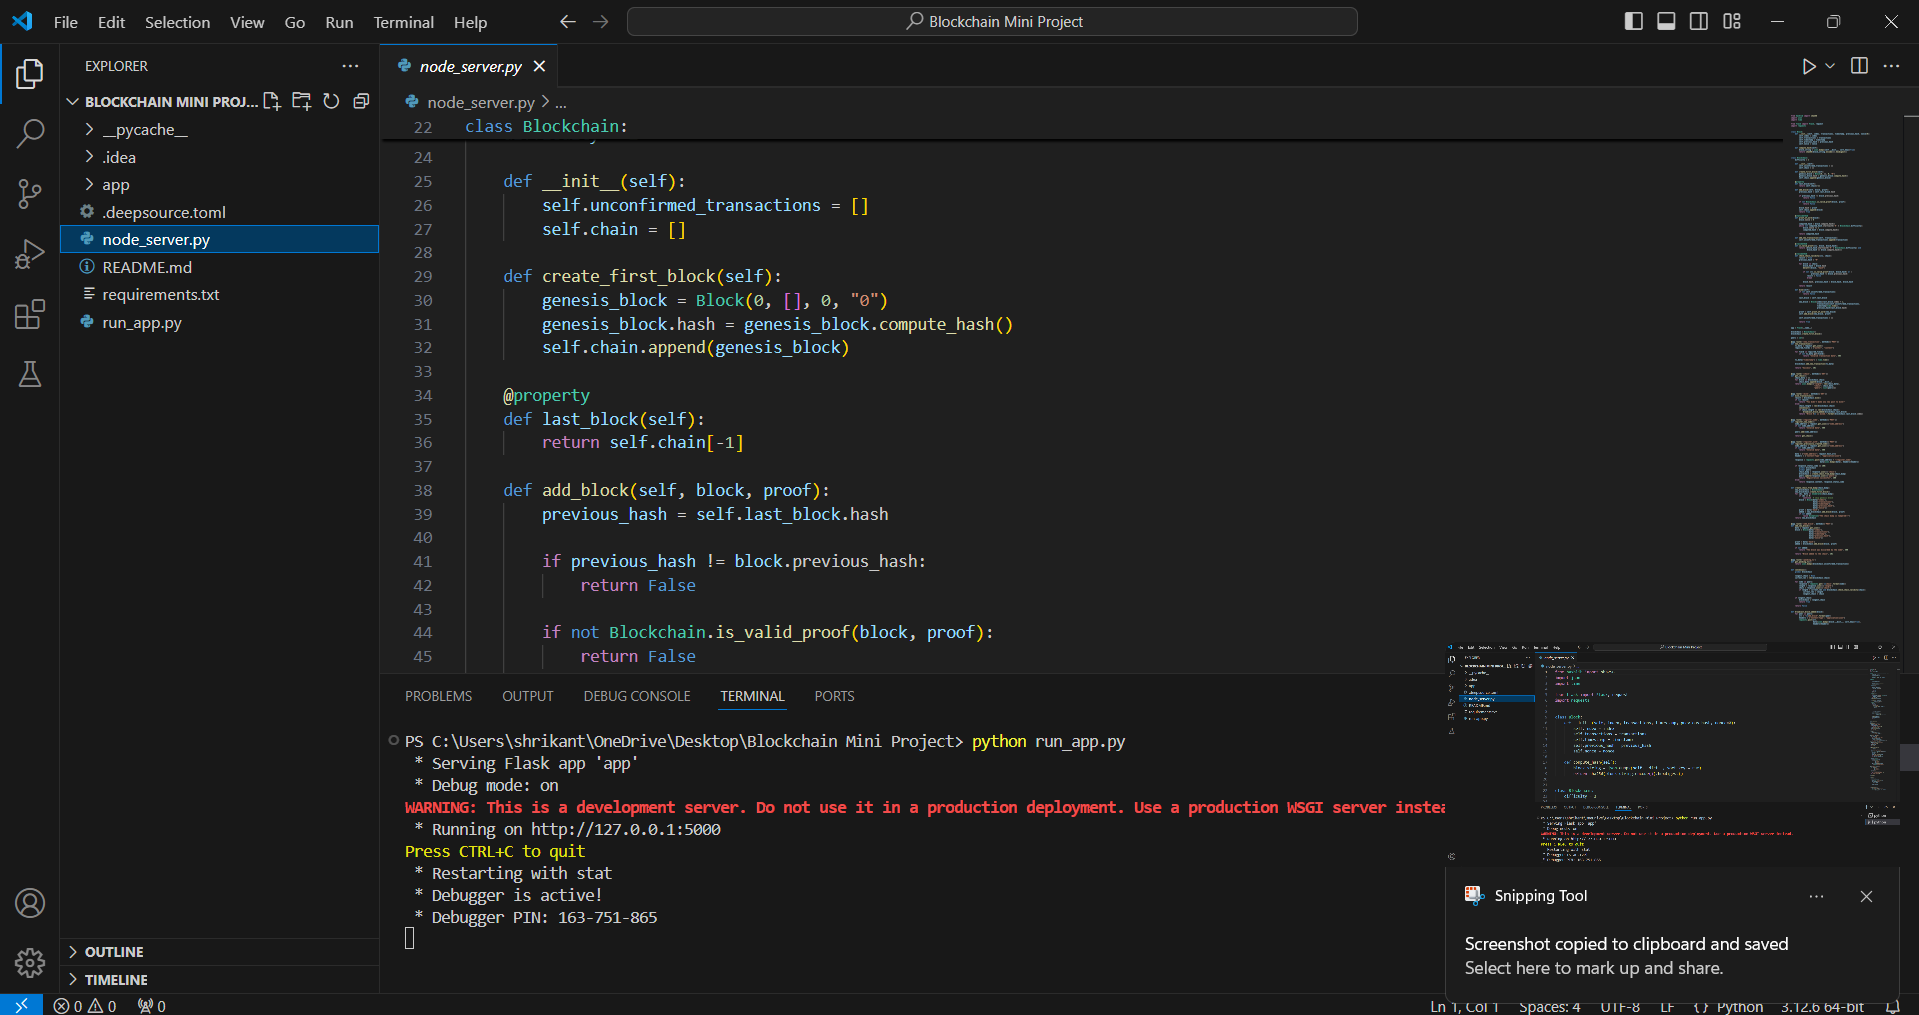 File Edit Selection View Go Run Terminal Help
Blockchain Mini Project
EXPLORER
BLOCKCHAIN MINI PROJ...
__pycache__
.idea
app
.deepsource.toml
node_server.py
README.md
requirements.txt
run_app.py
OUTLINE
TIMELINE
node_server.py
node_server.py > ...
22 class Blockchain:
24
25 def __init__(self):
26 self.unconfirmed_transactions = []
27 self.chain = []
28
29 def create_first_block(self):
30 genesis_block = Block(0, [], 0, "0")
31 genesis_block.hash = genesis_block.compute_hash()
32 self.chain.append(genesis_block)
33
34 @property
35 def last_block(self):
36 return self.chain[-1]
37
38 def add_block(self, block, proof):
39 previous_hash = self.last_block.hash
40
41 if previous_hash != block.previous_hash:
42 return False
43
44 if not Blockchain.is_valid_proof(block, proof):
45 return False
PROBLEMS OUTPUT DEBUG CONSOLE TERMINAL PORTS
PS C:\Users\shrikant\OneDrive\Desktop\Blockchain Mini Project> python run_app.py
* Serving Flask app 'app'
* Debug mode: on
WARNING: This is a development server. Do not use it in a production deployment. Use a production WSGI server instea
* Running on http://127.0.0.1:5000
Press CTRL+C to quit
* Restarting with stat
* Debugger is active!
* Debugger PIN: 163-751-865
Snipping Tool
Screenshot copied to clipboard and saved
Select here to mark up and share.
0 0 0
Ln 1, Col 1 Spaces: 4 UTF-8 LF {} Python 3.12.6 64-bit